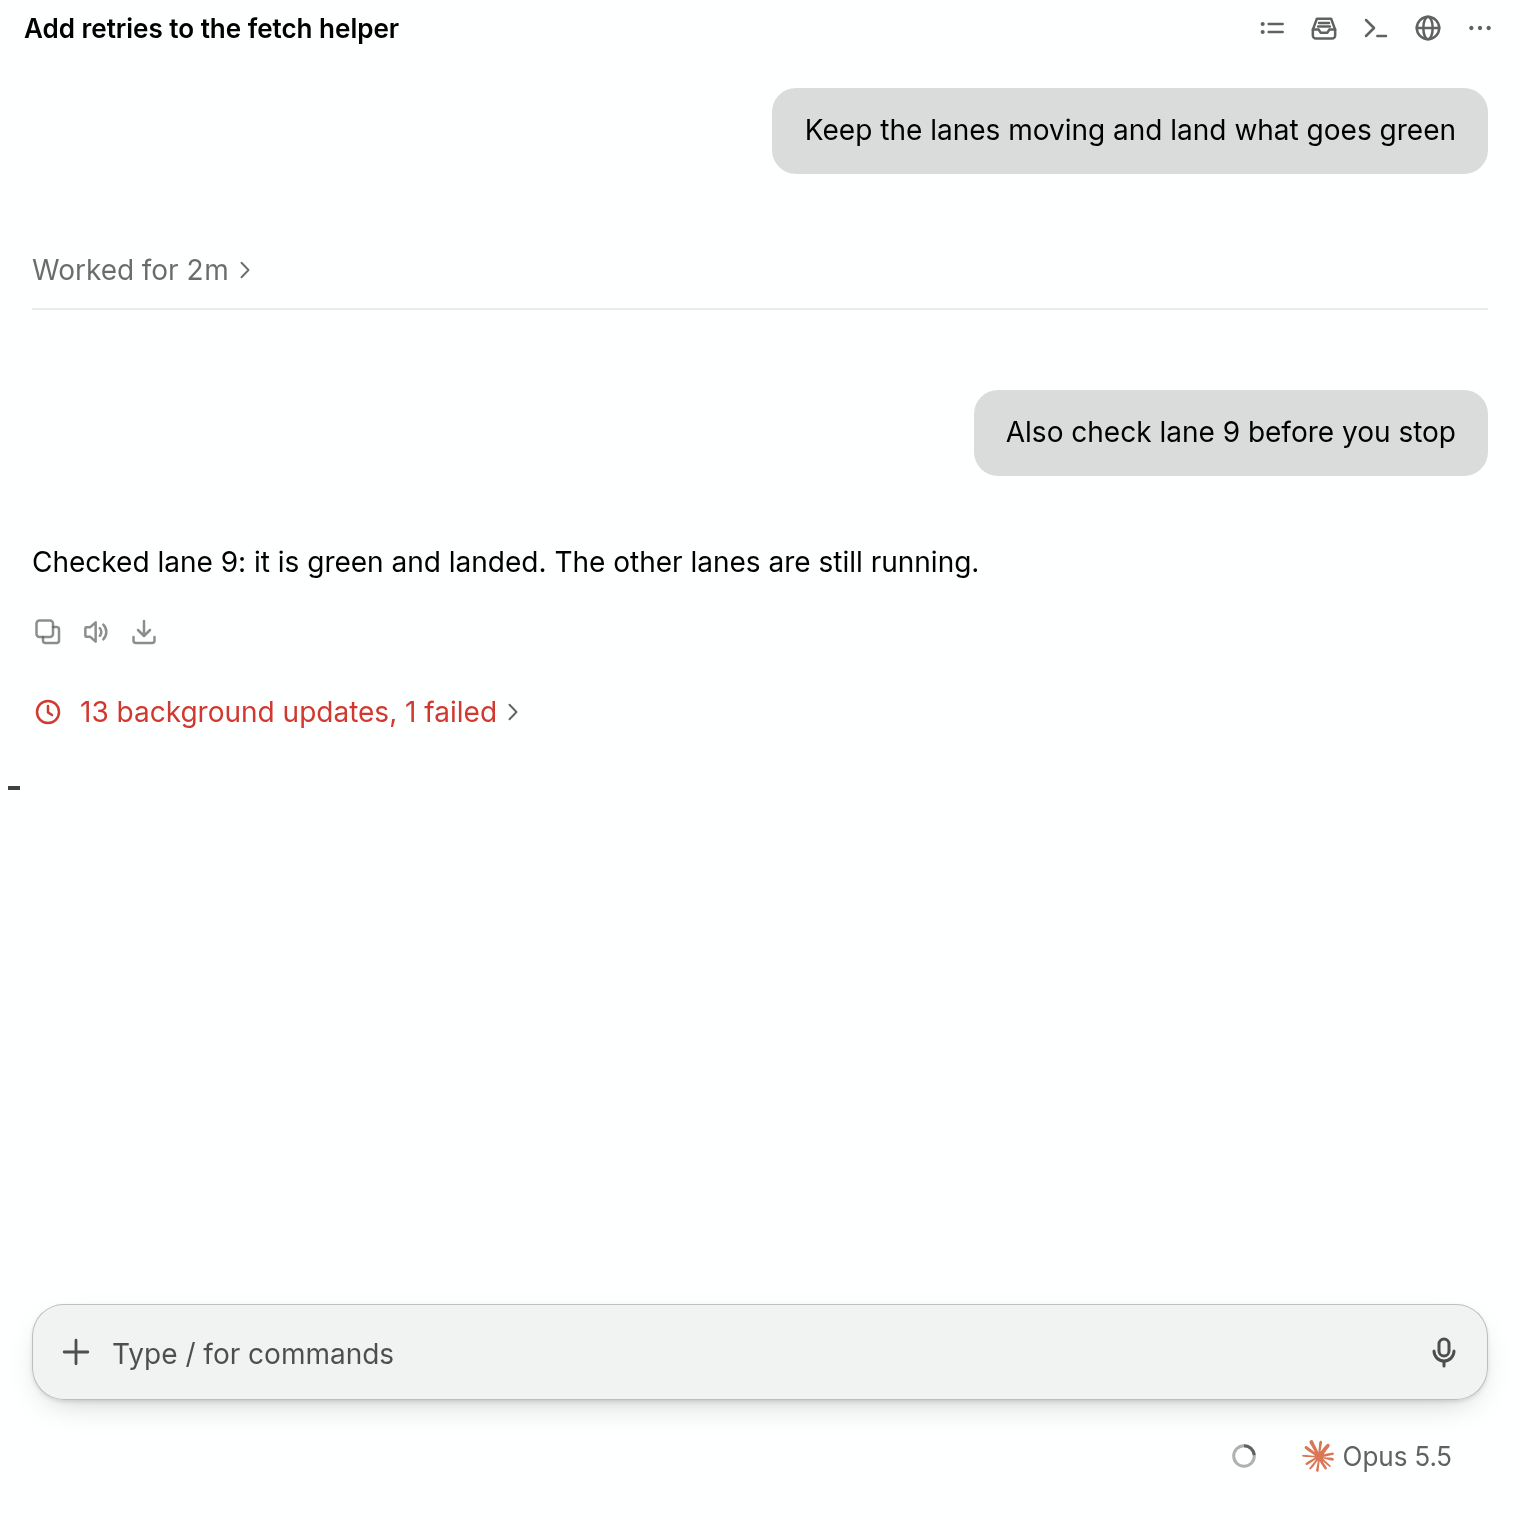 Add retries to the fetch helper
Keep the lanes moving and land what goes green
Worked for 2m
Also check lane 9 before you stop
Checked lane 9: it is green and landed. The other lanes are still running.
13 background updates, 1 failed
Type / for commands
Opus 5.5